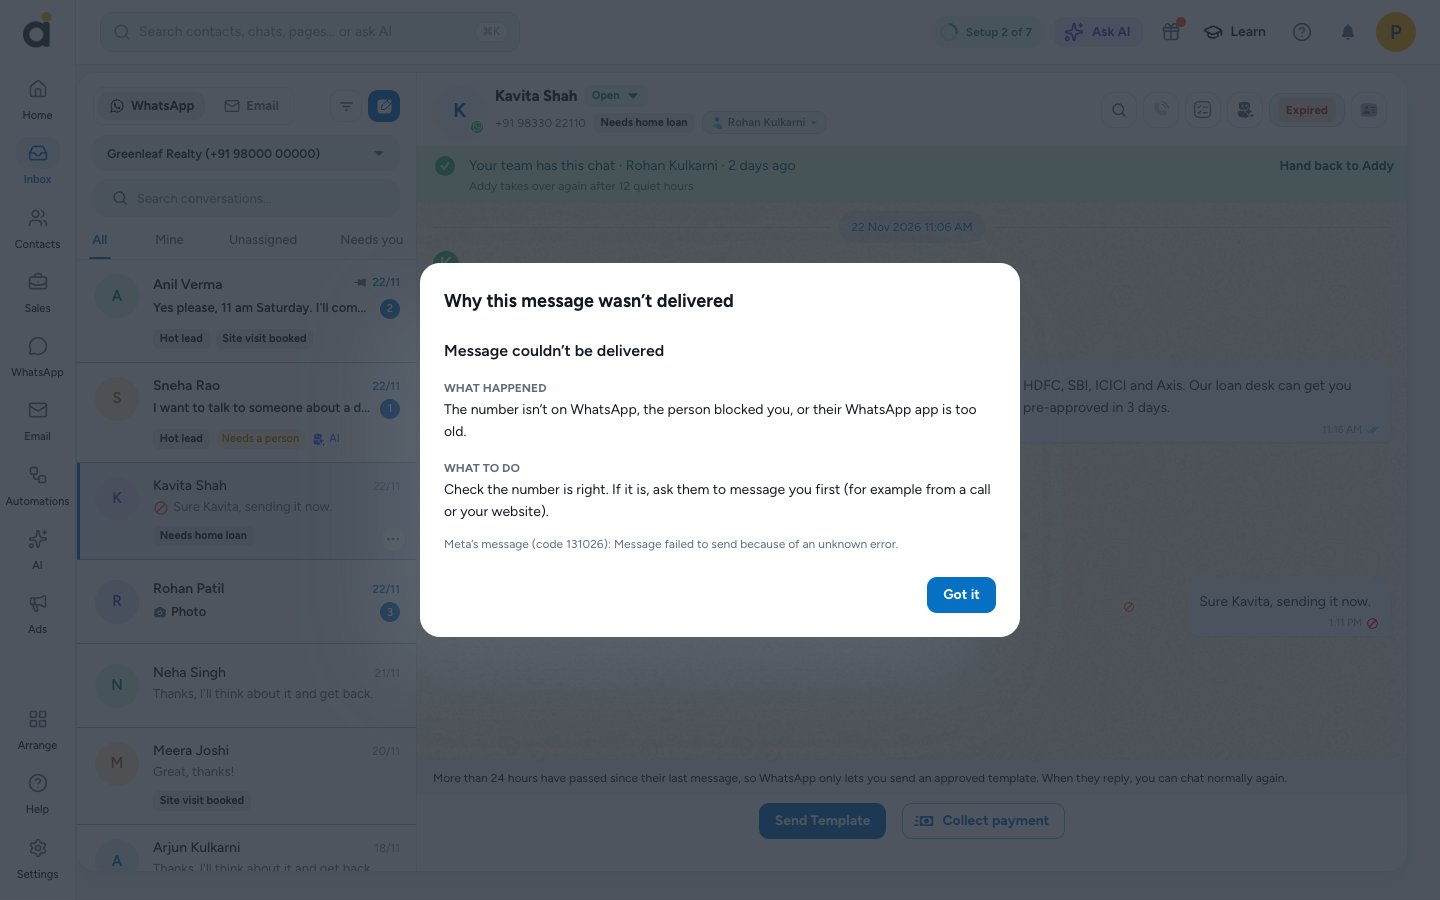 Search contacts, chats, pages... or ask AI
⌘K
Setup 2 of 7
Ask AI
Learn
P
Home
Inbox
Contacts
Sales
WhatsApp
Email
Automations
AI
Ads
Arrange
Help
Settings
WhatsApp
Email
Greenleaf Realty (+91 98000 00000)
Search conversations...
All
Mine
Unassigned
Needs you
A
Anil Verma
22/11
Yes please, 11 am Saturday. I'll com...
2
Hot lead
Site visit booked
S
Sneha Rao
22/11
I want to talk to someone about a d...
1
Hot lead
Needs a person
AI
K
Kavita Shah
22/11
Sure Kavita, sending it now.
Needs home loan
R
Rohan Patil
22/11
Photo
3
N
Neha Singh
21/11
Thanks, I'll think about it and get back.
M
Meera Joshi
20/11
Great, thanks!
Site visit booked
A
Arjun Kulkarni
18/11
Thanks, I'll think about it and get back.
K
Kavita Shah
Open
+91 98330 22110
Needs home loan
Rohan Kulkarni
Expired
Your team has this chat · Rohan Kulkarni · 2 days ago
Addy takes over again after 12 quiet hours
Hand back to Addy
22 Nov 2026 11:06 AM
HDFC, SBI, ICICI and Axis. Our loan desk can get you
pre-approved in 3 days.
11:16 AM
Sure Kavita, sending it now.
1:11 PM
Why this message wasn't delivered
Message couldn't be delivered
WHAT HAPPENED
The number isn't on WhatsApp, the person blocked you, or their WhatsApp app is too
old.
WHAT TO DO
Check the number is right. If it is, ask them to message you first (for example from a call
or your website).
Meta's message (code 131026): Message failed to send because of an unknown error.
Got it
More than 24 hours have passed since their last message, so WhatsApp only lets you send an approved template. When they reply, you can chat normally again.
Send Template
Collect payment